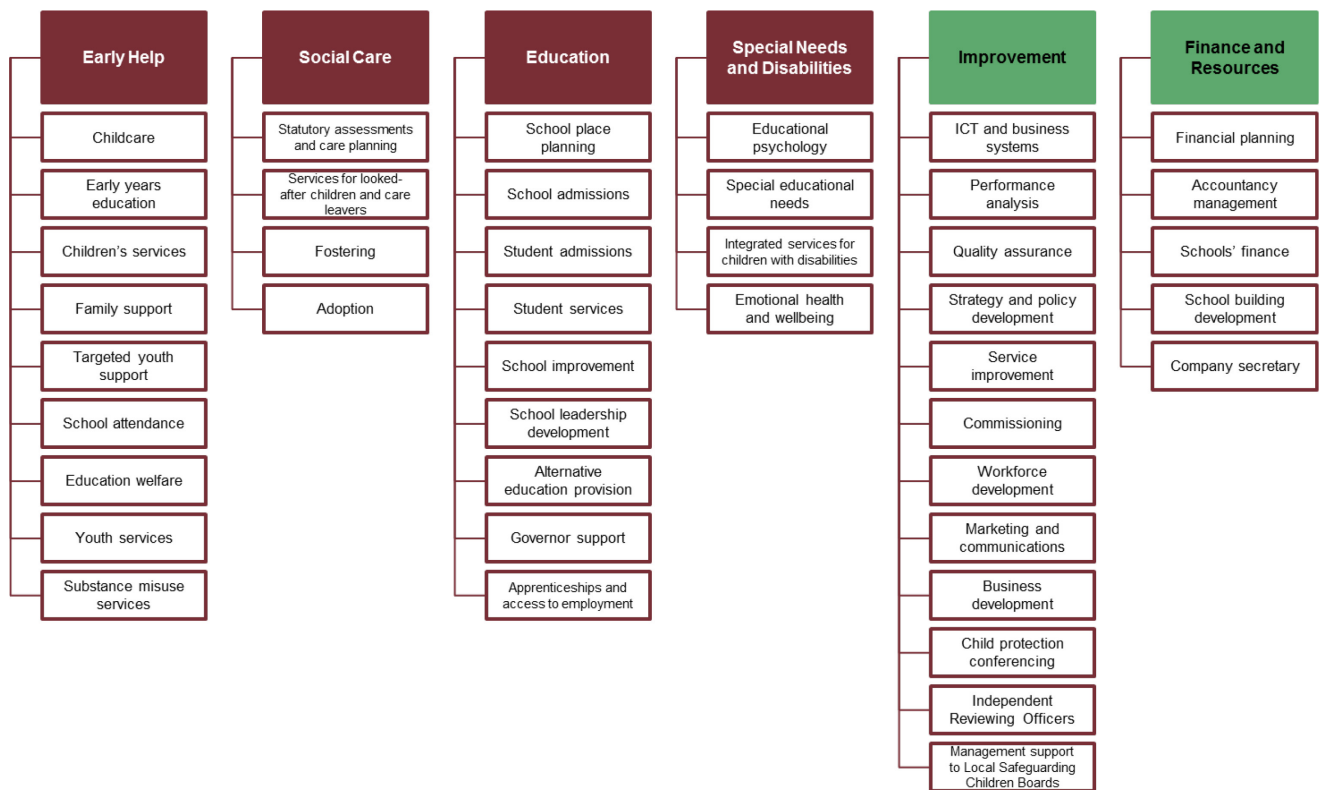 Early Help
Childcare
Early years
education
Children's services
Family support
Targeted youth
support
School attendance
Education welfare
Youth services
Substance misuse
services
Social Care
Statutory assessments
and care planning
Services for looked-
after children and care
leavers
Fostering
Adoption
Education
School place
planning
School admissions
Student admissions
Student services
School improvement
School leadership
development
Alternative
education provision
Governor support
Apprenticeships and
access to employment
Special Needs
and Disabilities
Educational
psychology
Special educational
needs
Integrated services for
children with disabilities
Emotional health
and wellbeing
Improvement
ICT and business
systems
Performance
analysis
Quality assurance
Strategy and policy
development
Service
improvement
Commissioning
Workforce
development
Marketing and
communications
Business
development
Child protection
conferencing
Independent
Reviewing Officers
Management support
to Local Safeguarding
Children Boards
Finance and
Resources
Financial planning
Accountancy
management
Schools' finance
School building
development
Company secretary